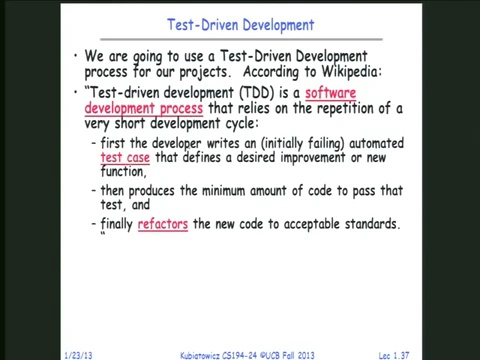 Test-Driven Development
• We are going to use a Test-Driven Development
process for our projects. According to Wikipedia:
• "Test-driven development (TDD) is a software
development process that relies on the repetition of a
very short development cycle:
– first the developer writes an (initially failing) automated
test case that defines a desired improvement or new
function,
– then produces the minimum amount of code to pass that
test, and
– finally refactors the new code to acceptable standards.
"
1/23/13
Kubiatowicz CS194-24 ©UCB Fall 2013
Lec 1.37